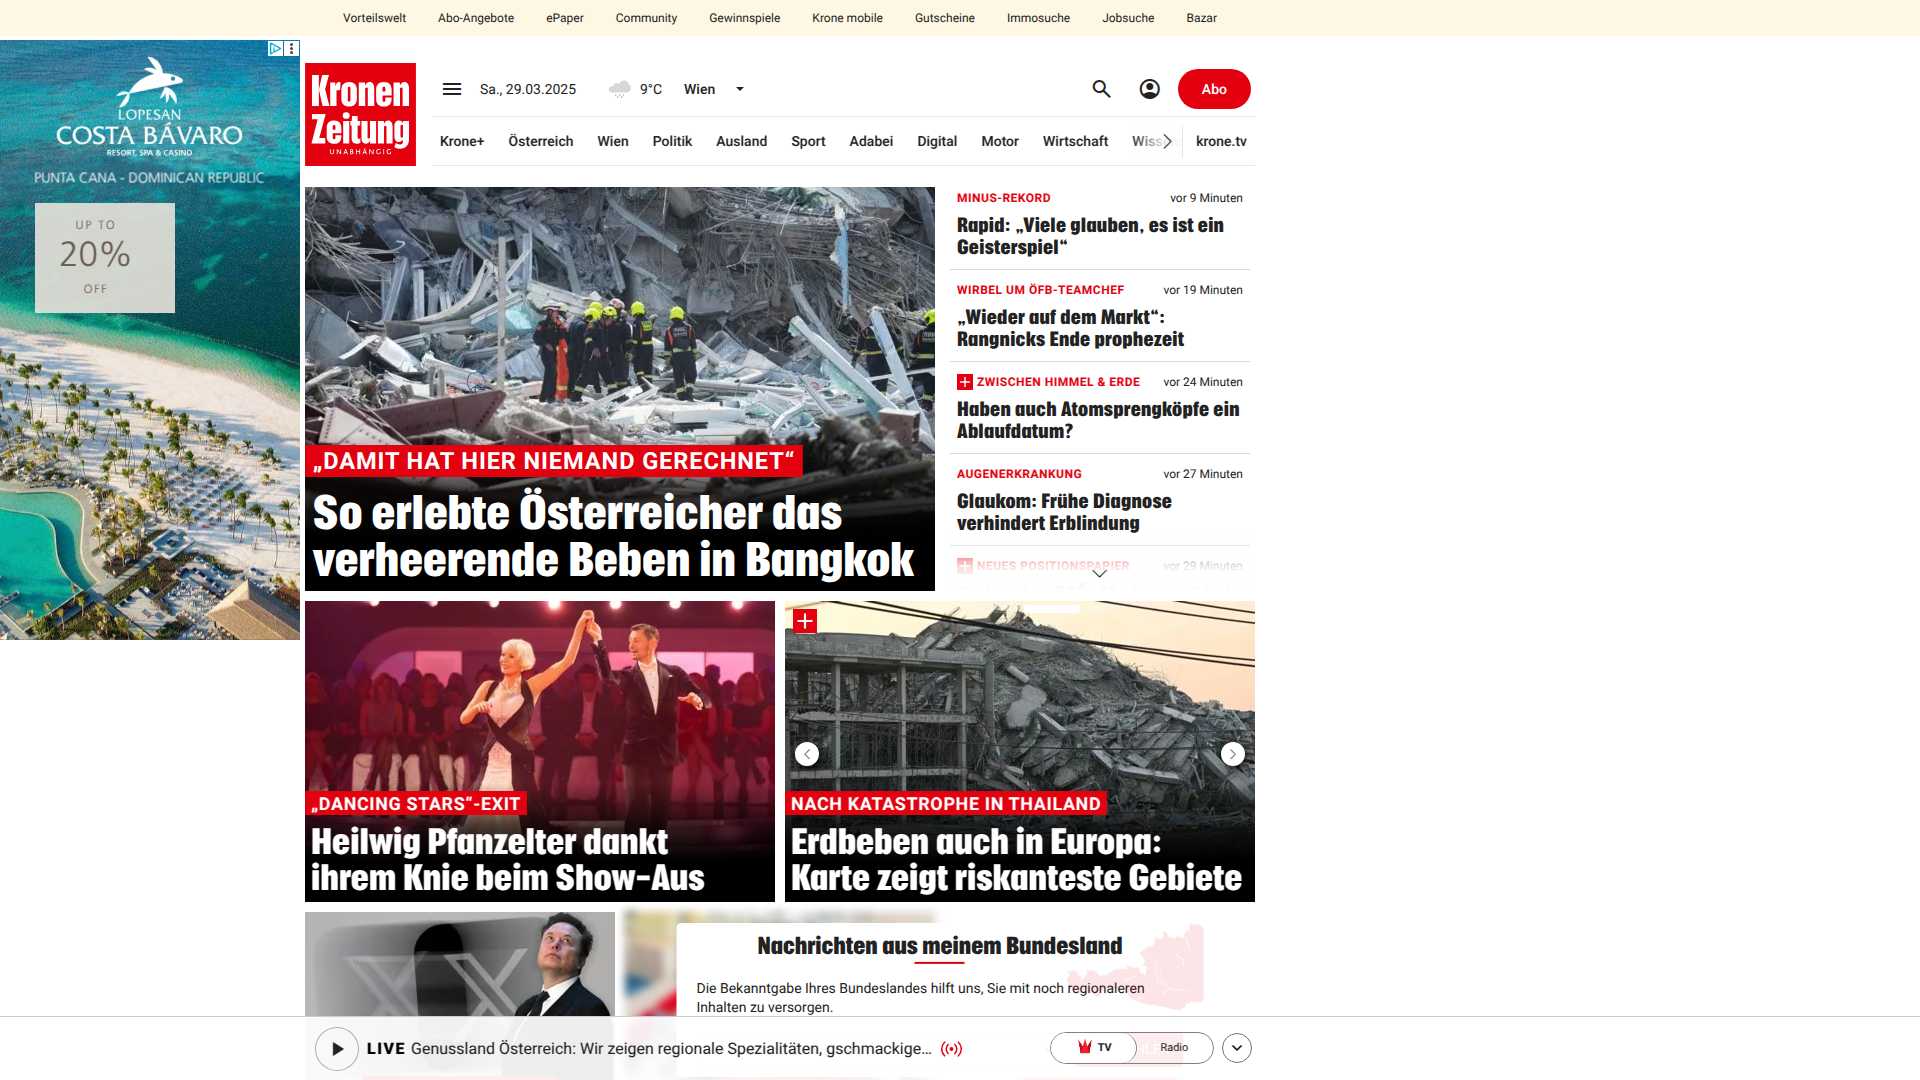 Vorteilswelt
Abo-Angebote
ePaper
Community
Gewinnspiele
Krone mobile
Gutscheine
Immosuche
Jobsuche
Bazar
LOPESAN
COSTA BÁVARO
RESORT, SPA & CASINO
PUNTA CANA - DOMINICAN REPUBLIC
UP TO
20%
OFF
Kronen
Zeitung
UNABHÄNGIG
Sa., 29.03.2025
9°C
Wien
Abo
Krone+
Österreich
Wien
Politik
Ausland
Sport
Adabei
Digital
Motor
Wirtschaft
Wiss
krone.tv
„DAMIT HAT HIER NIEMAND GERECHNET“
So erlebte Österreicher das
verheerende Beben in Bangkok
MINUS-REKORD
vor 9 Minuten
Rapid: „Viele glauben, es ist ein
Geisterspiel“
WIRBEL UM ÖFB-TEAMCHEF
vor 19 Minuten
„Wieder auf dem Markt“:
Rangnicks Ende prophezeit
ZWISCHEN HIMMEL & ERDE
vor 24 Minuten
Haben auch Atomsprengköpfe ein
Ablaufdatum?
AUGENERKRANKUNG
vor 27 Minuten
Glaukom: Frühe Diagnose
verhindert Erblindung
NEUES POSITIONSPAPIER
vor 29 Minuten
„DANCING STARS“-EXIT
Heilwig Pfanzelter dankt
ihrem Knie beim Show-Aus
NACH KATASTROPHE IN THAILAND
Erdbeben auch in Europa:
Karte zeigt riskanteste Gebiete
Nachrichten aus meinem Bundesland
Die Bekanntgabe Ihres Bundeslandes hilft uns, Sie mit noch regionaleren
Inhalten zu versorgen.
LIVE Genussland Österreich: Wir zeigen regionale Spezialitäten, gschmackige...
TV
Radio